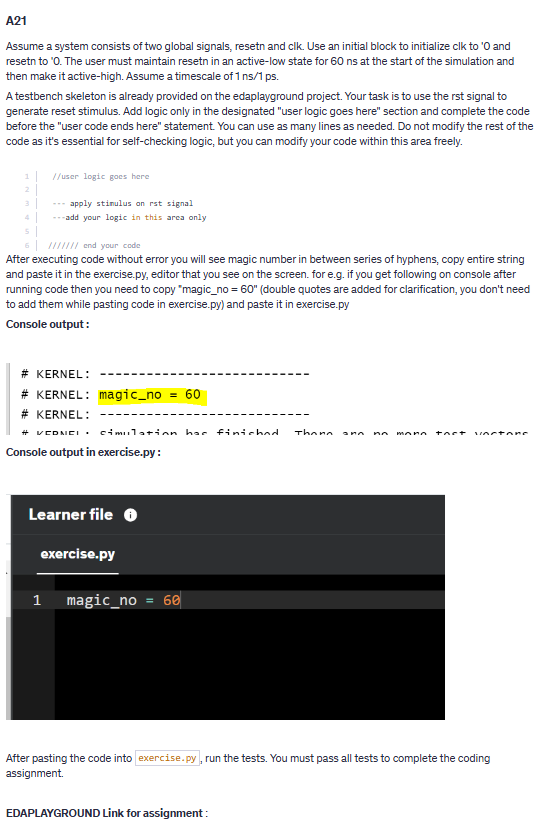 A21
Assume a system consists of two global signals, resetn and clk. Use an initial block to initialize clk to '0 and
resetn to '0. The user must maintain resetn in an active-low state for 60 ns at the start of the simulation and
then make it active-high. Assume a timescale of 1 ns/1 ps.
A testbench skeleton is already provided on the edaplayground project. Your task is to use the rst signal to
generate reset stimulus. Add logic only in the designated "user logic goes here" section and complete the code
before the "user code ends here" statement. You can use as many lines as needed. Do not modify the rest of the
code as it's essential for self-checking logic, but you can modify your code within this area freely.
1 //user logic goes here
2
3 --- apply stimulus on rst signal
4 ---add your logic in this area only
5
6 /////// end your code
After executing code without error you will see magic number in between series of hyphens, copy entire string
and paste it in the exercise.py, editor that you see on the screen. for e.g. if you get following on console after
running code then you need to copy "magic_no = 60" (double quotes are added for clarification, you don't need
to add them while pasting code in exercise.py) and paste it in exercise.py
Console output :
# KERNEL: ---------------------------
# KERNEL: magic_no = 60
# KERNEL: ---------------------------
# KERNEL: Simulation has finished. There are no more test vectors
Console output in exercise.py :
Learner file
exercise.py
1 magic_no = 60
After pasting the code into exercise.py, run the tests. You must pass all tests to complete the coding
assignment.
EDAPLAYGROUND Link for assignment :